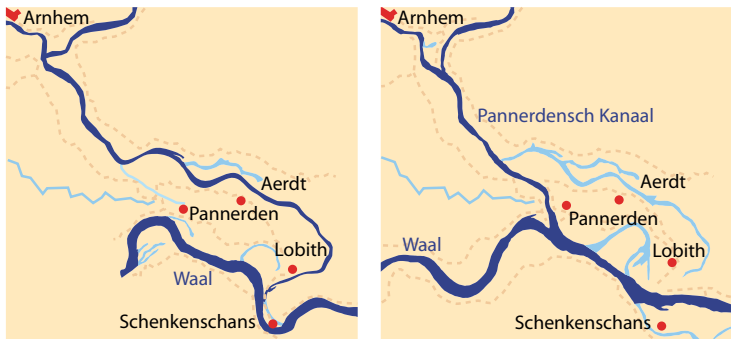 Arnhem
Aerdt
Pannerden
Lobith
Waal
Schenkenschans
Arnhem
Pannerdensch Kanaal
Aerdt
Pannerden
Waal
Lobith
Schenkenschans